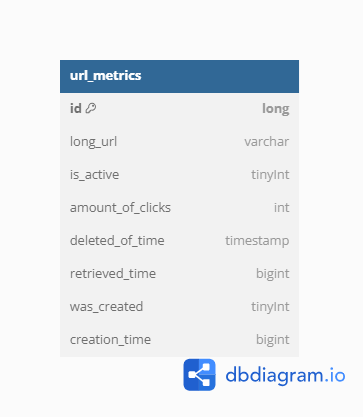 url_metrics
id long
long_url varchar
is_active tinyInt
amount_of_clicks int
deleted_of_time timestamp
retrieved_time bigint
was_created tinyInt
creation_time bigint
dbdiagram.io